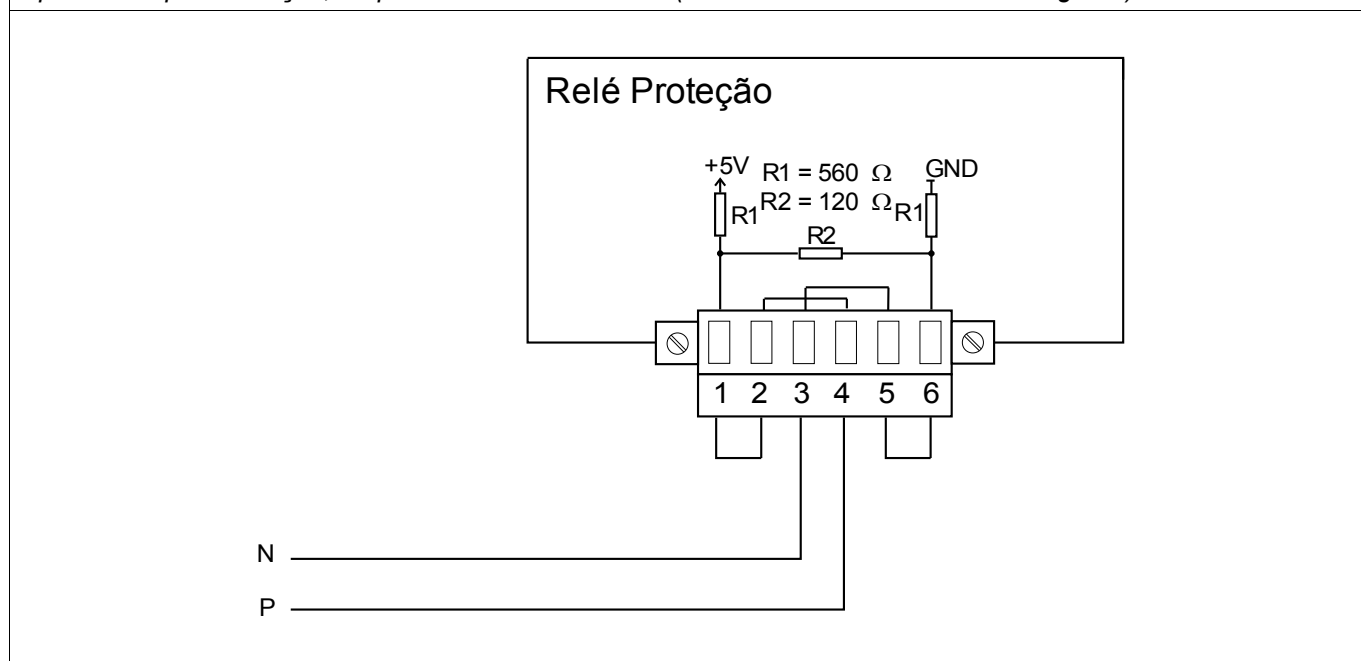 Relé Proteção
+5V R1 = 560 Ω GND
R1 R2 = 120 Ω R1
R2
1 2 3 4 5 6
N
P